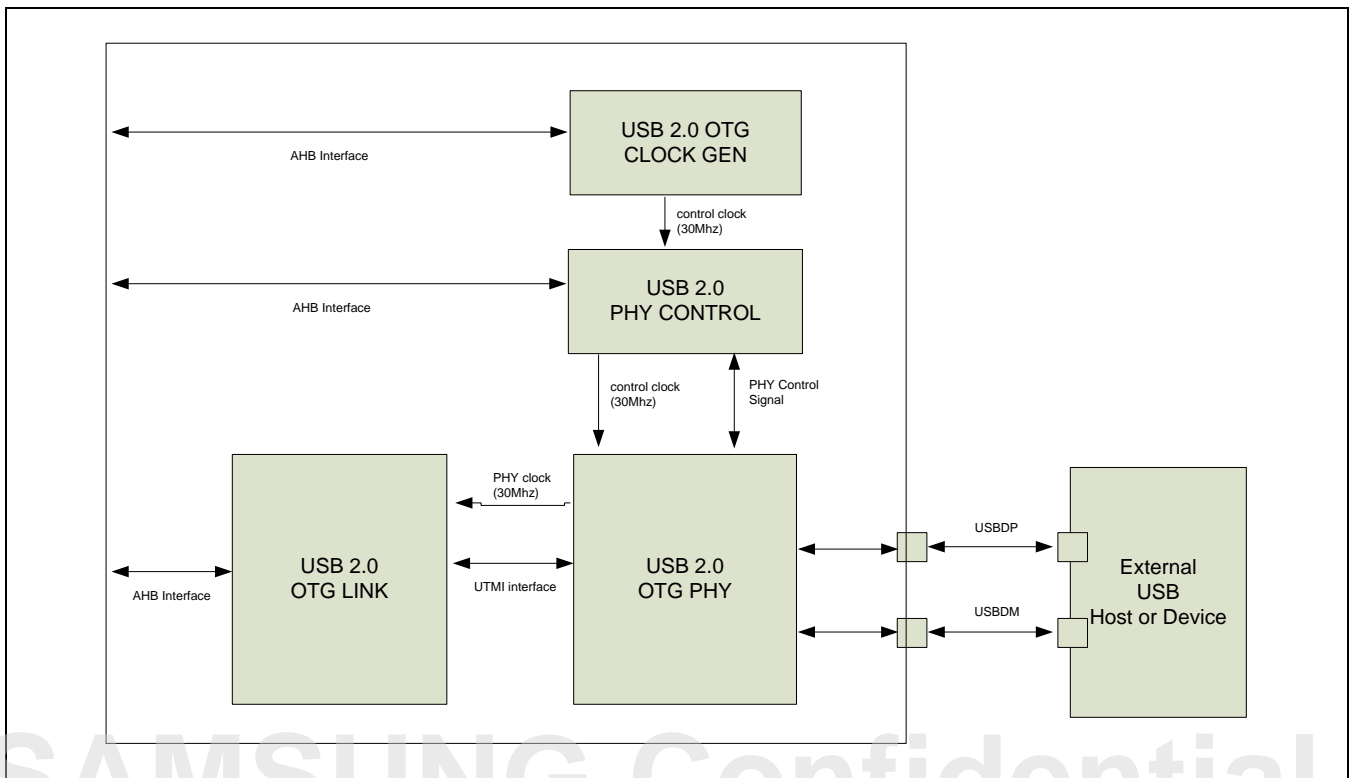 USB 2.0 OTG
CLOCK GEN
AHB Interface
control clock
(30Mhz)
USB 2.0
PHY CONTROL
AHB Interface
control clock
(30Mhz)
PHY Control
Signal
PHY clock
(30Mhz)
USB 2.0
OTG LINK
AHB Interface
UTMI interface
USB 2.0
OTG PHY
USBDP
USBDM
External
USB
Host or Device
SAMSUNG Confidential